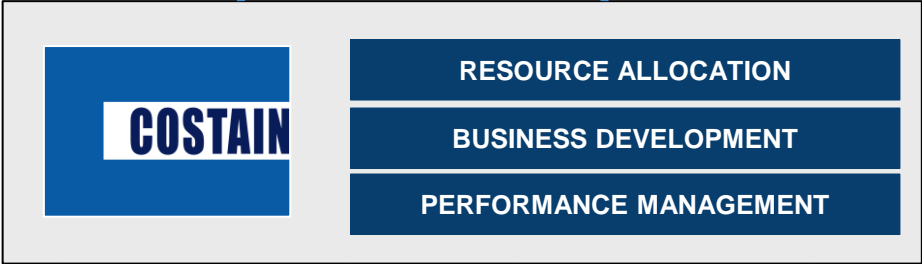 COSTAIN
RESOURCE ALLOCATION
BUSINESS DEVELOPMENT
PERFORMANCE MANAGEMENT